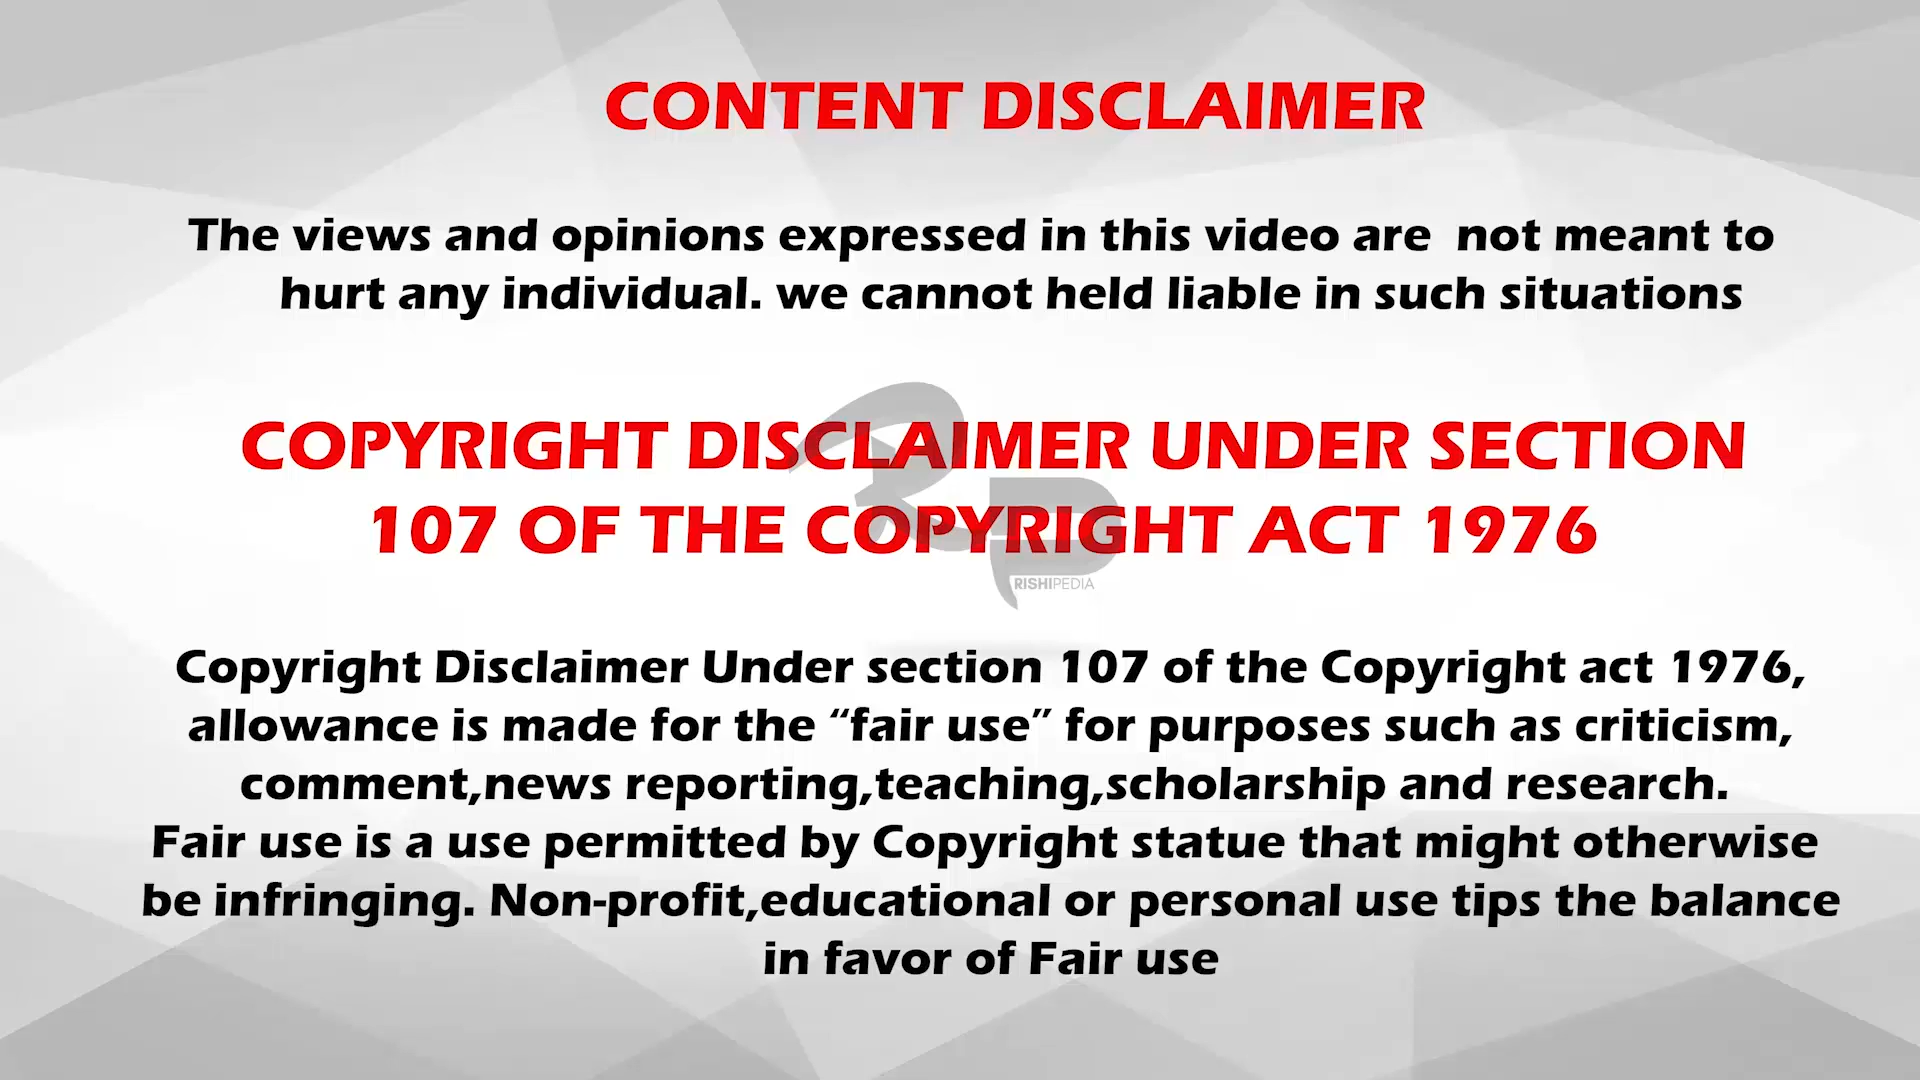 CONTENT DISCLAIMER
The views and opinions expressed in this video are not meant to
hurt any individual. we cannot held liable in such situations
COPYRIGHT DISCLAIMER UNDER SECTION
107 OF THE COPYRIGHT ACT 1976
RISHIPEDIA
Copyright Disclaimer Under section 107 of the Copyright act 1976,
allowance is made for the “fair use” for purposes such as criticism,
comment,news reporting,teaching,scholarship and research.
Fair use is a use permitted by Copyright statue that might otherwise
be infringing. Non-profit,educational or personal use tips the balance
in favor of Fair use